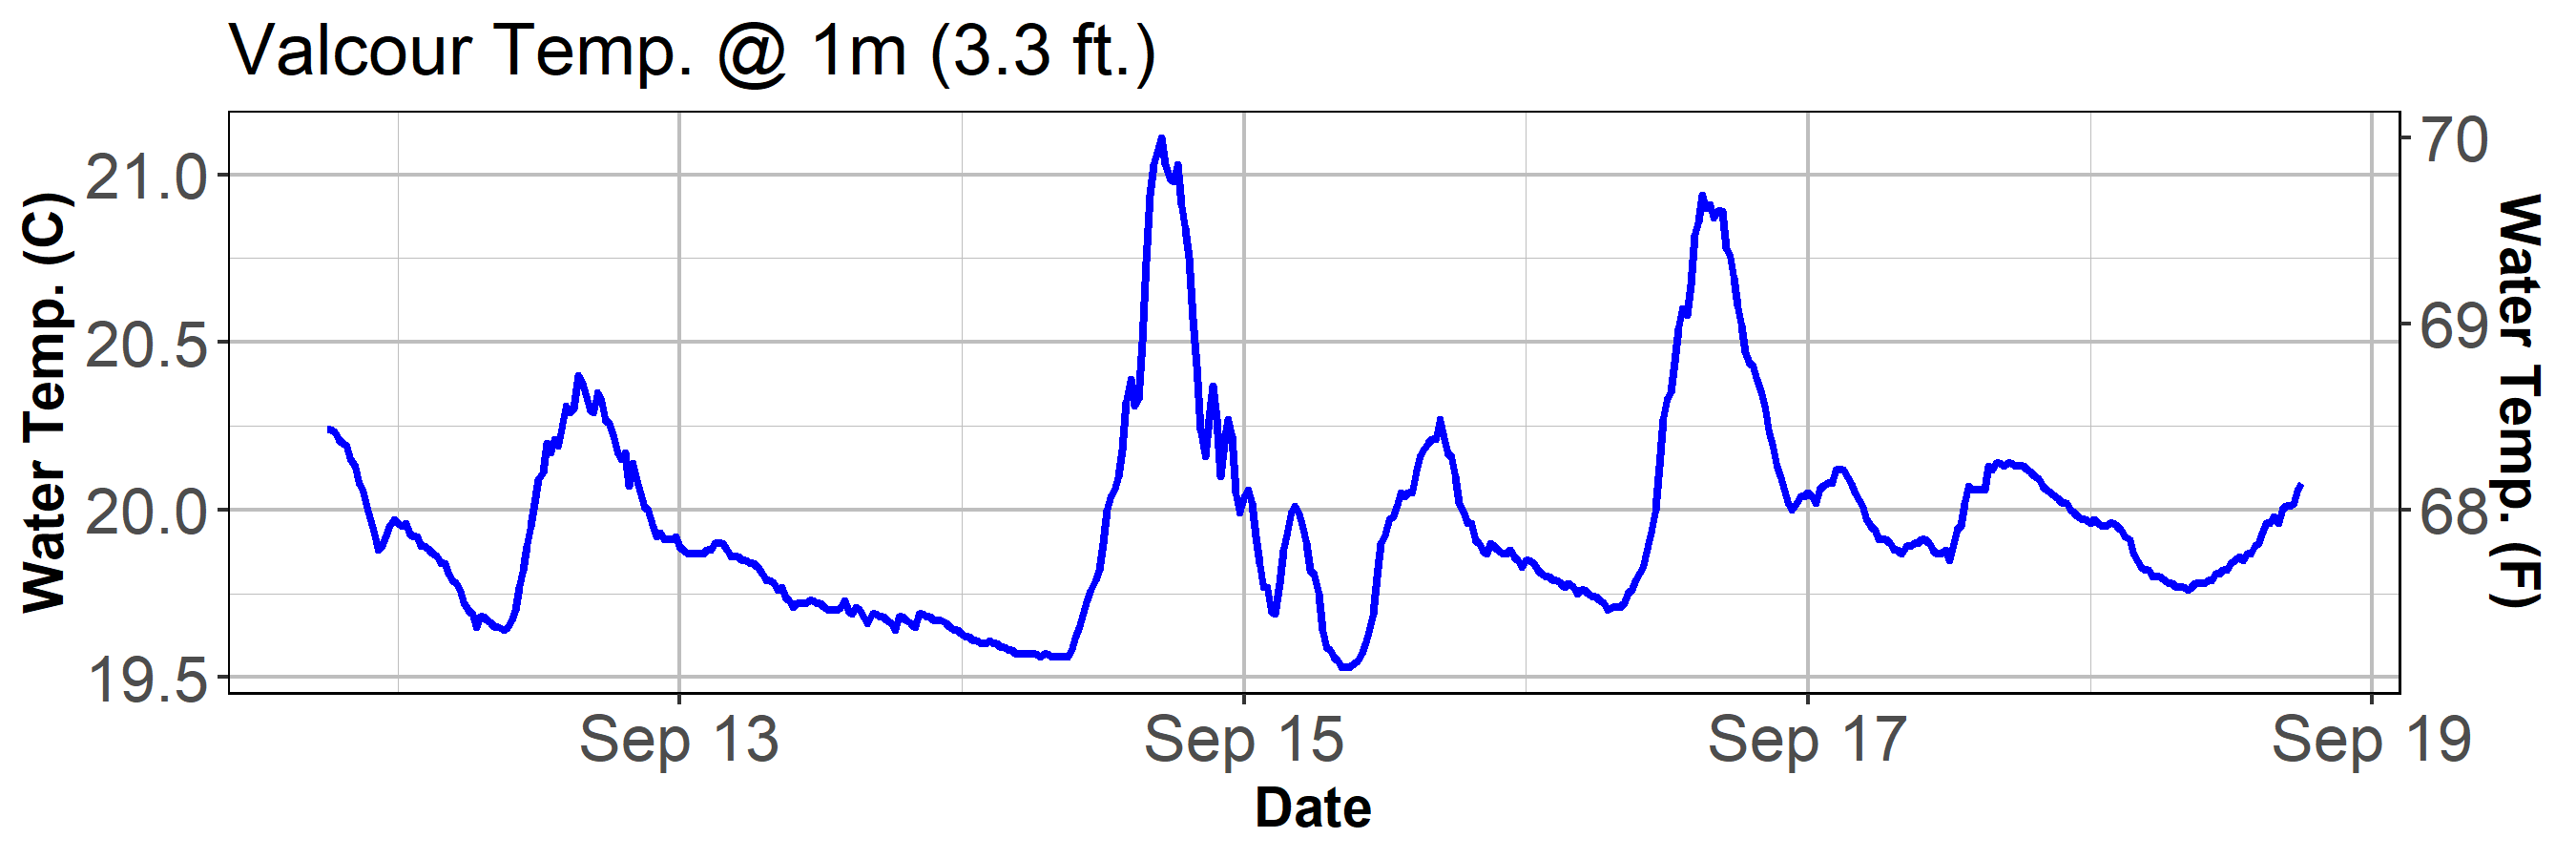 Valcour Temp. @ 1m (3.3 ft.)
Water Temp. (C)
21.0
20.5
20.0
19.5
70
69
68
Water Temp. (F)
Sep 13
Sep 15
Sep 17
Sep 19
Date